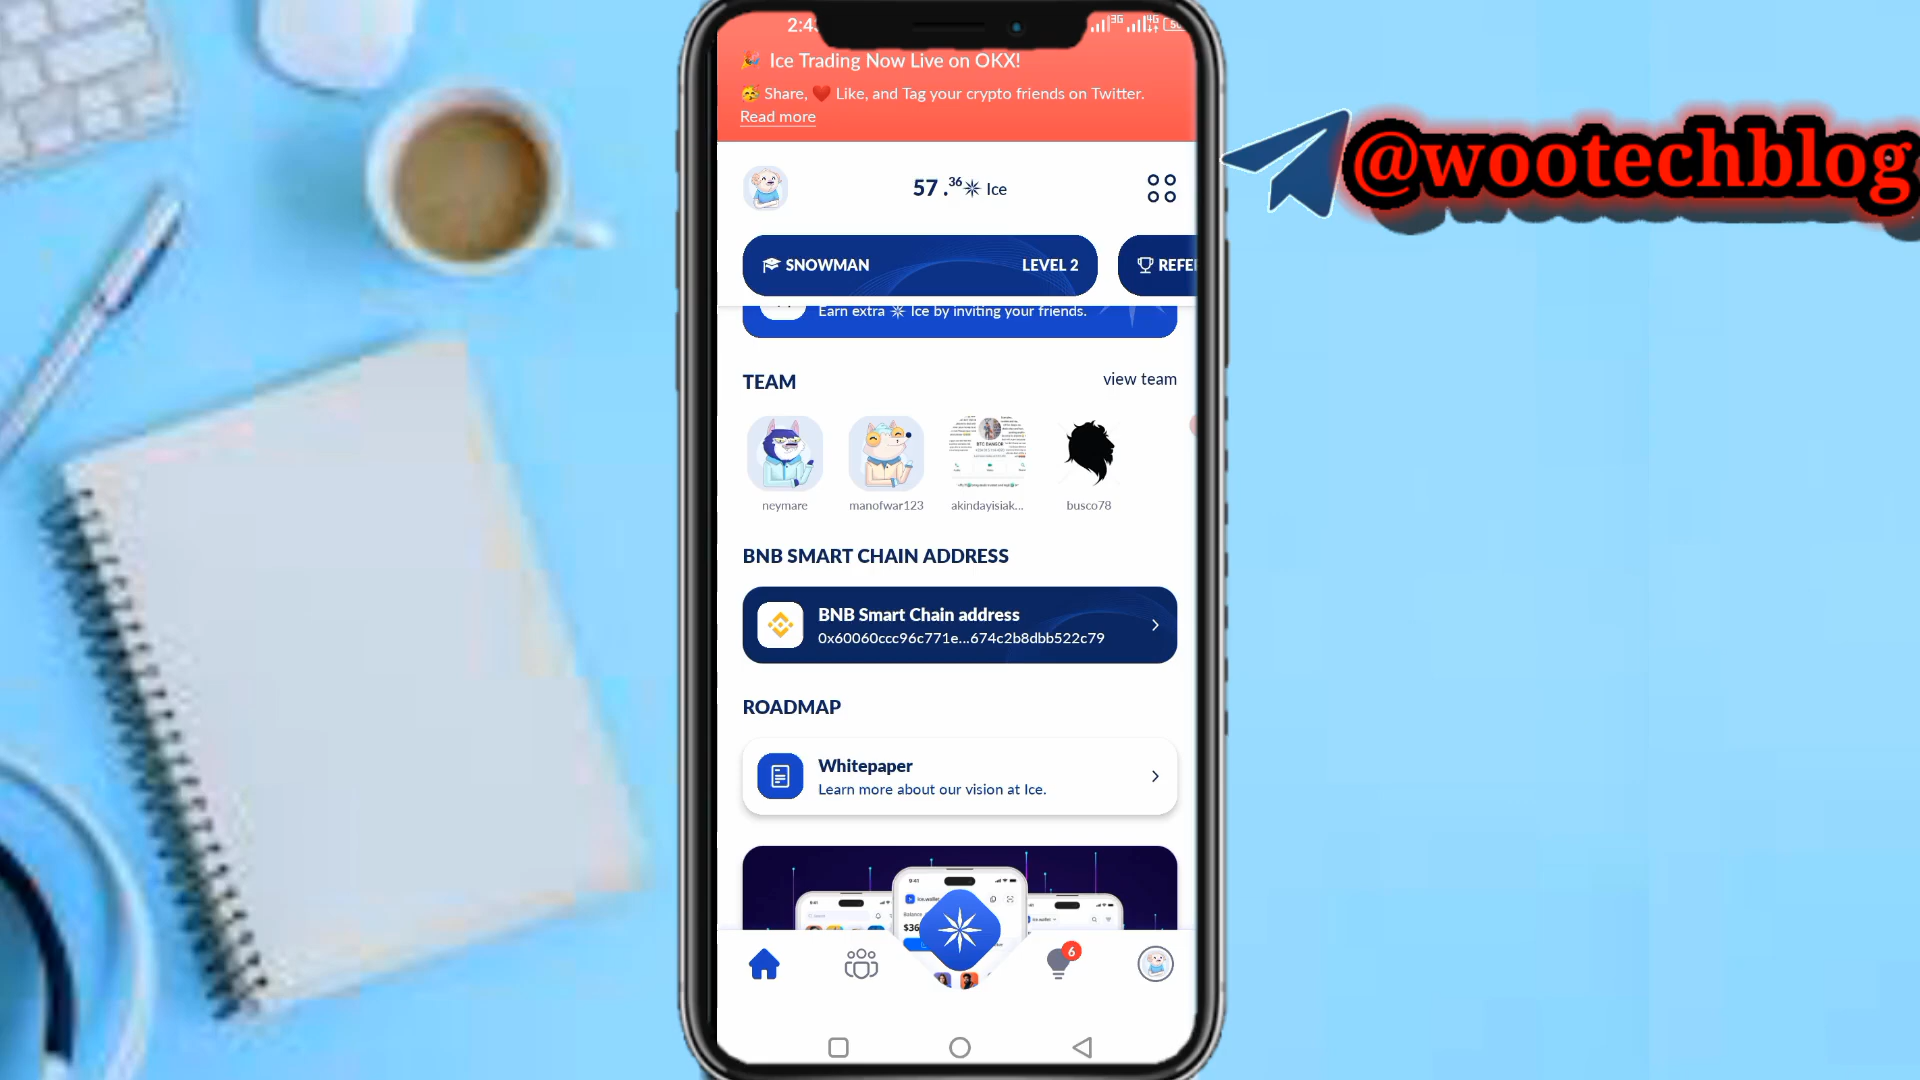 🎉 Ice Trading Now Live on OKX!
🥳 Share, ❤️ Like, and Tag your crypto friends on Twitter.
Read more
@wootechblog
57.36 Ice
SNOWMAN LEVEL 2
Earn extra Ice by inviting your friends.
TEAM view team
neymare manofwar123 akindayisiak... busco78
BNB SMART CHAIN ADDRESS
BNB Smart Chain address
0x60060ccc96c771e...674c2b8dbb522c79
ROADMAP
Whitepaper
Learn more about our vision at Ice.
6